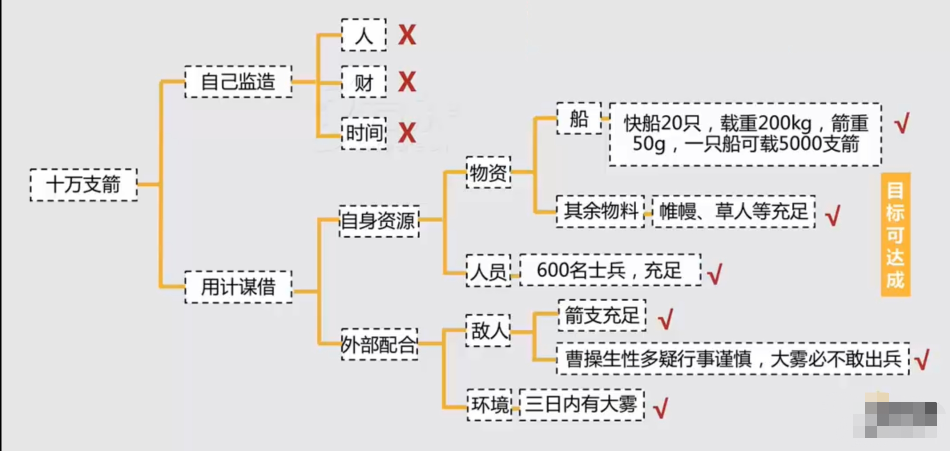 十万支箭
自己监造
人 X
财 X
时间 X
用计谋借
自身资源
物资
船
快船20只，载重200kg，箭重
50g，一只船可载5000支箭
√
其余物料
帷幔、草人等充足
√
人员
600名士兵，充足
√
外部配合
敌人
箭支充足
√
曹操生性多疑行事谨慎，大雾必不敢出兵
√
环境
三日内有大雾
√
目标可达成